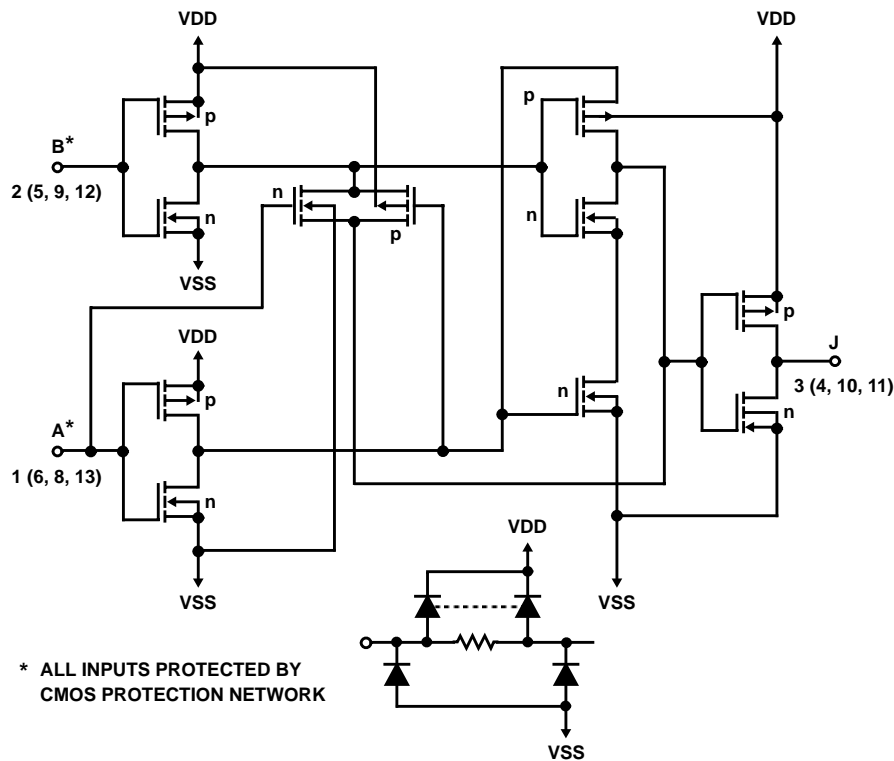 VDD
VDD
p
p
B*
2 (5, 9, 12)
n
n
n
p
VSS
VDD
p
J
p
3 (4, 10, 11)
n
n
A*
1 (6, 8, 13)
n
VDD
VSS
VSS
* ALL INPUTS PROTECTED BY
CMOS PROTECTION NETWORK
VSS